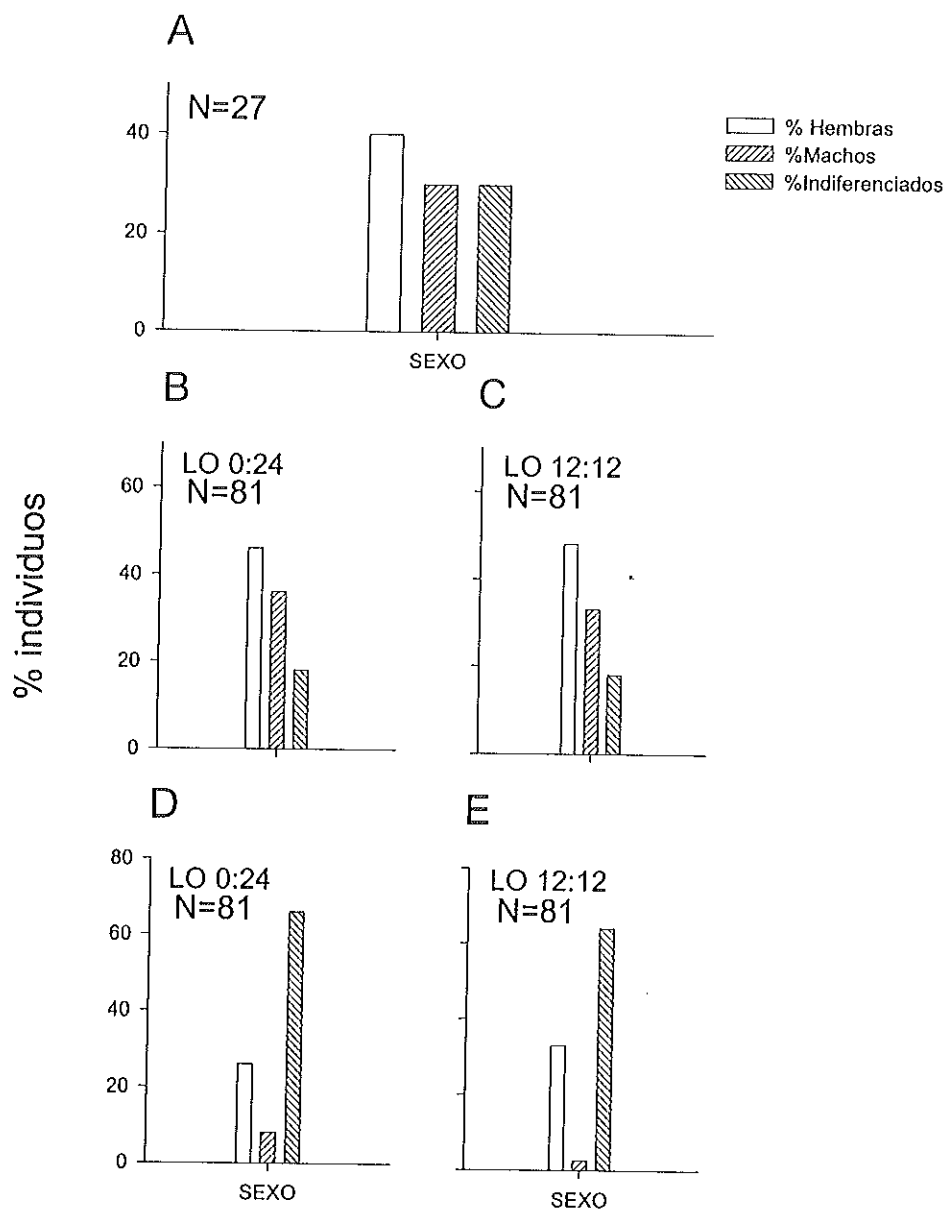 A
N=27
% Hembras
%Machos
%Indiferenciados
40
20
0
SEXO
% individuos
B
LO 0:24
N=81
60
40
20
0
C
LO 12:12
N=81
D
LO 0:24
N=81
80
60
40
20
0
SEXO
E
LO 12:12
N=81
SEXO